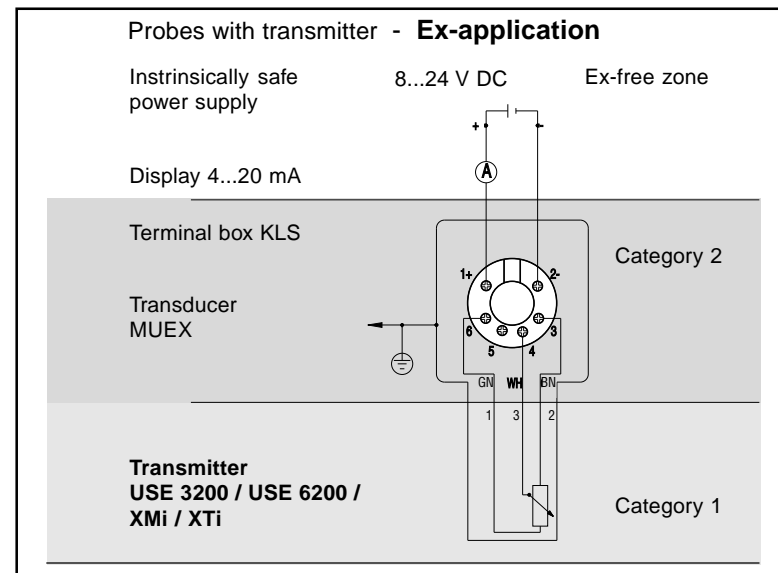 Probes with transmitter - Ex-application
Instrinsically safe
power supply
8...24 V DC
Ex-free zone
+ -
A
Display 4...20 mA
Terminal box KLS
Category 2
1+ 2-
Transducer
MUEX
6 3
5 4
GN WH BN
1 3 2
Transmitter
USE 3200 / USE 6200 /
XMi / XTi
Category 1